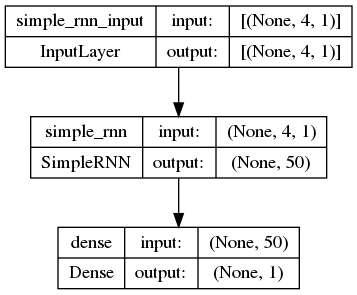 simple_rnn_input input: [(None, 4, 1)]
InputLayer output: [(None, 4, 1)]
simple_rnn input: (None, 4, 1)
SimpleRNN output: (None, 50)
dense input: (None, 50)
Dense output: (None, 1)